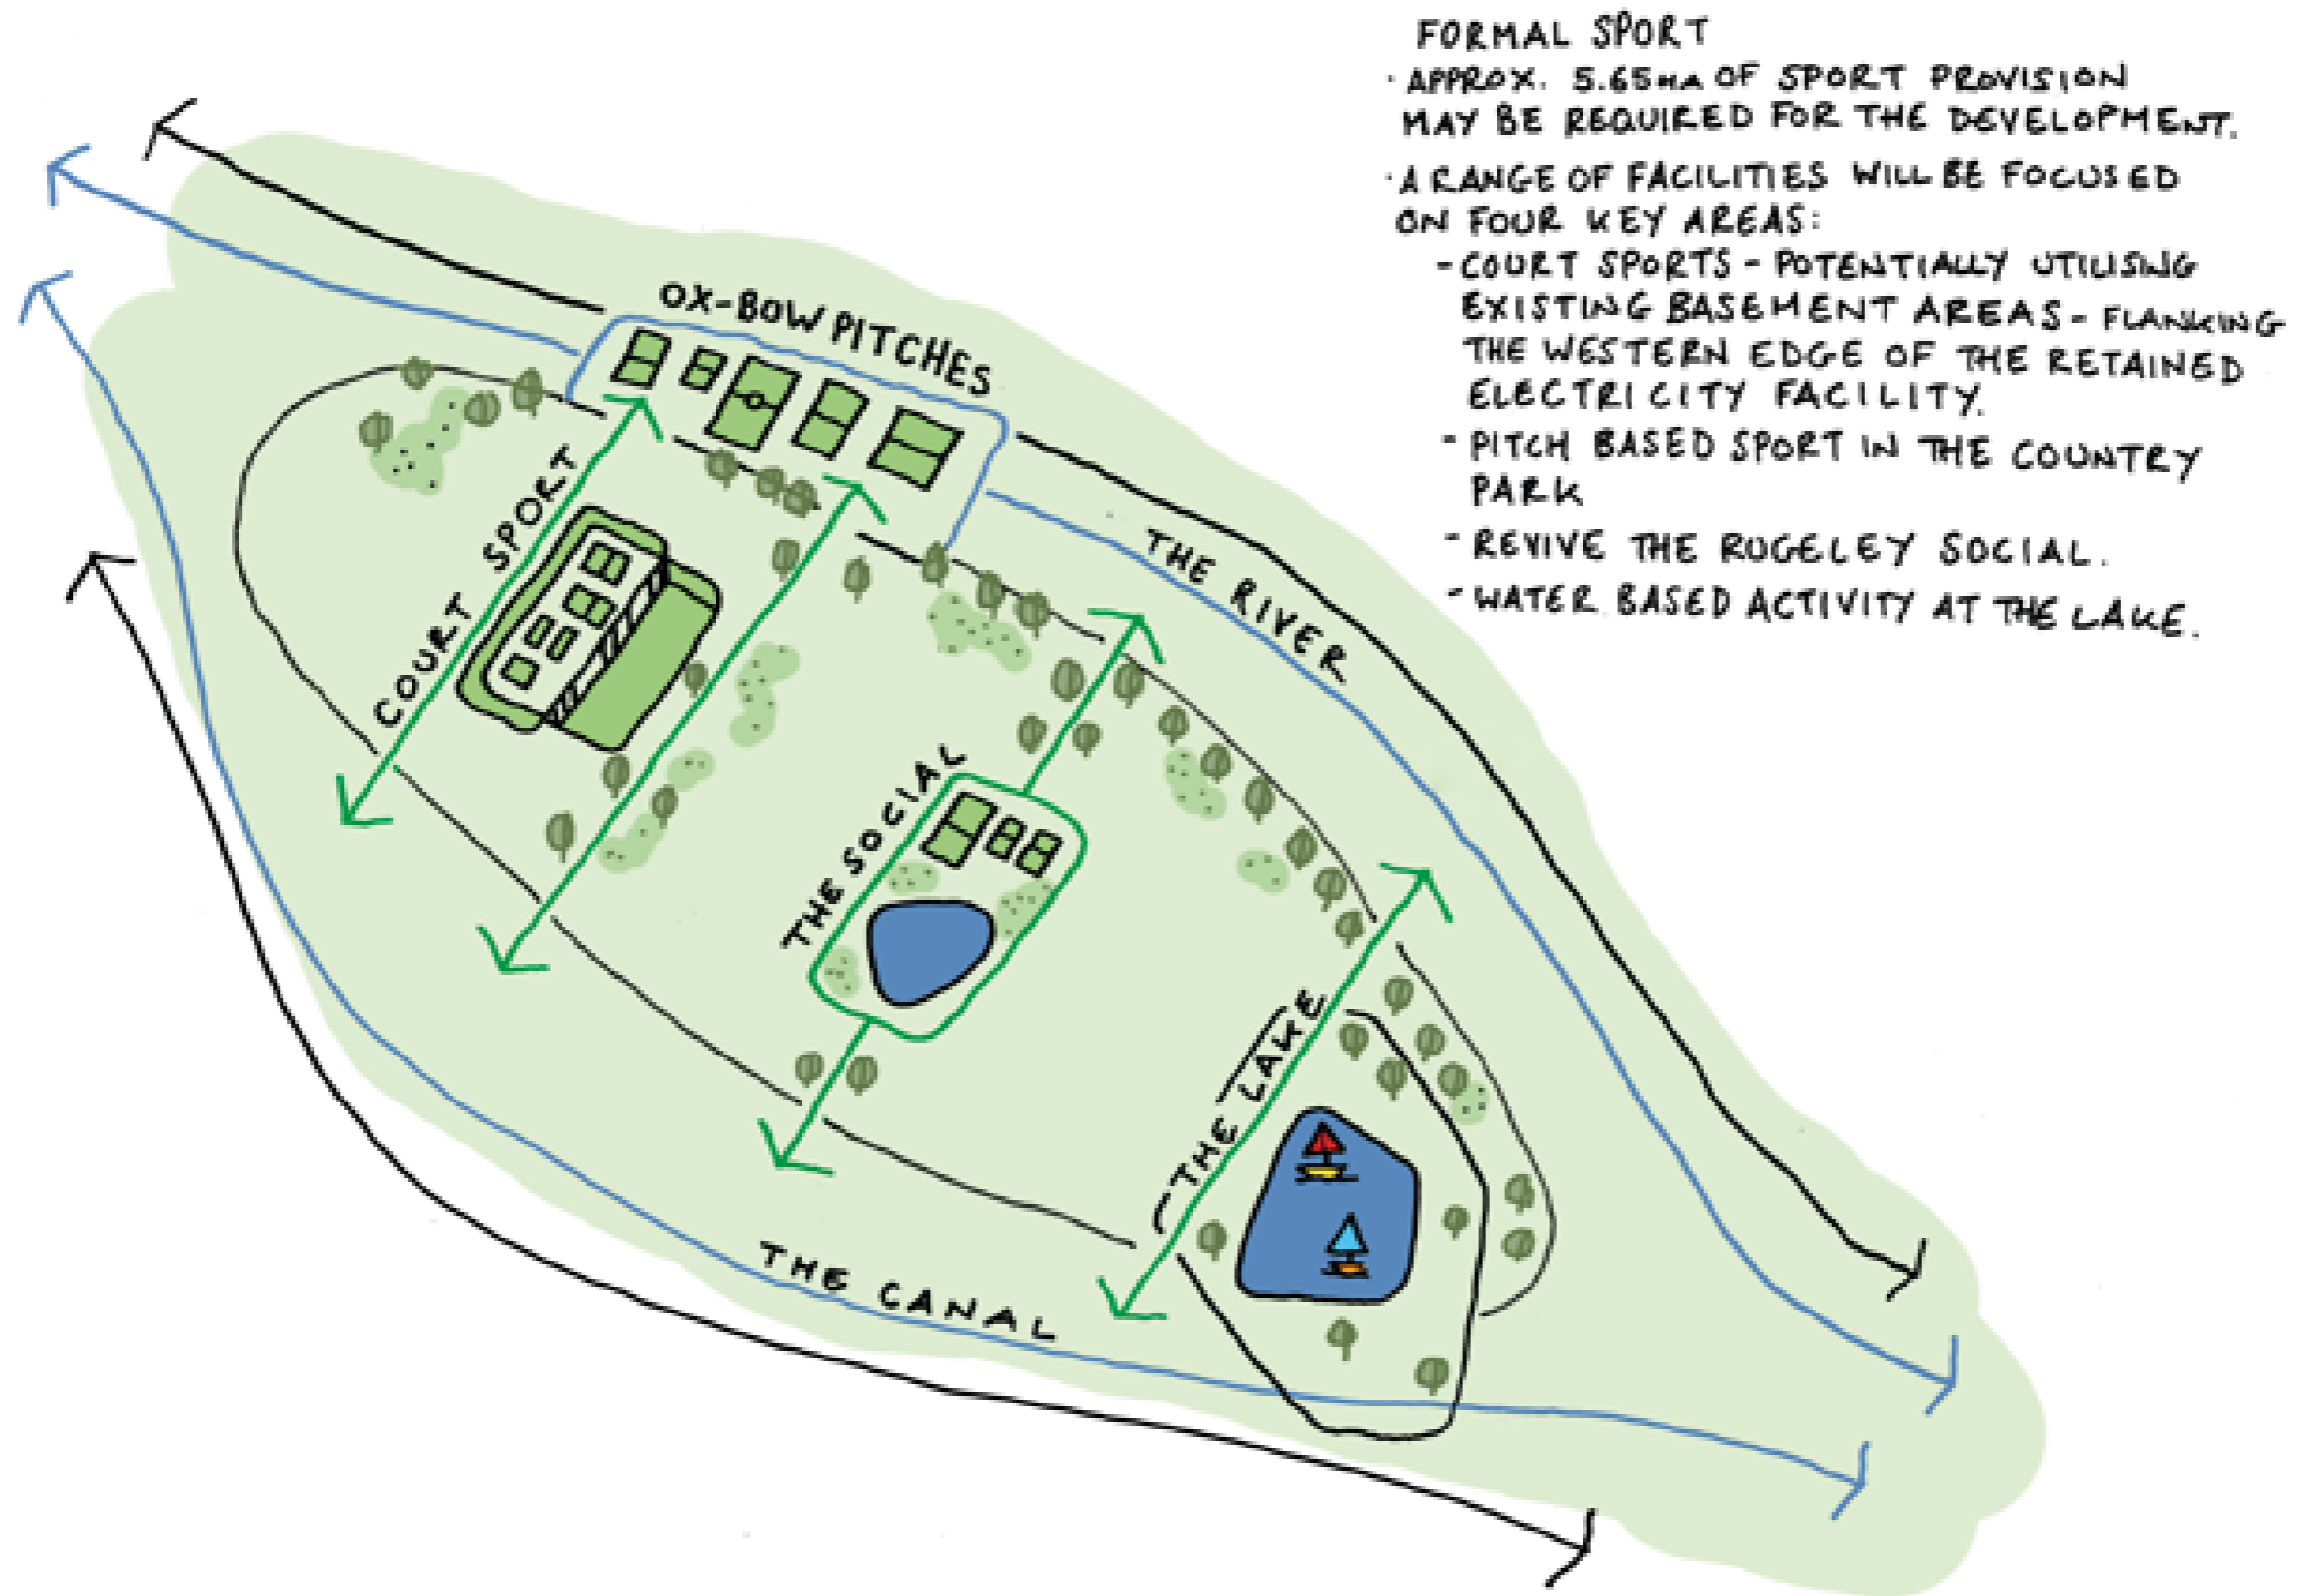 FORMAL SPORT
· APPROX. 5.65HA OF SPORT PROVISION
MAY BE REQUIRED FOR THE DEVELOPMENT.
· A RANGE OF FACILITIES WILL BE FOCUSED
ON FOUR KEY AREAS:
- COURT SPORTS - POTENTIALLY UTILISING
EXISTING BASEMENT AREAS - FLANKING
THE WESTERN EDGE OF THE RETAINED
ELECTRICITY FACILITY.
- PITCH BASED SPORT IN THE COUNTRY
PARK
- REVIVE THE RUGELEY SOCIAL.
- WATER BASED ACTIVITY AT THE LAKE.
OX-BOW PITCHES
COURT SPORT
THE RIVER
THE SOCIAL
THE LAKE
THE CANAL